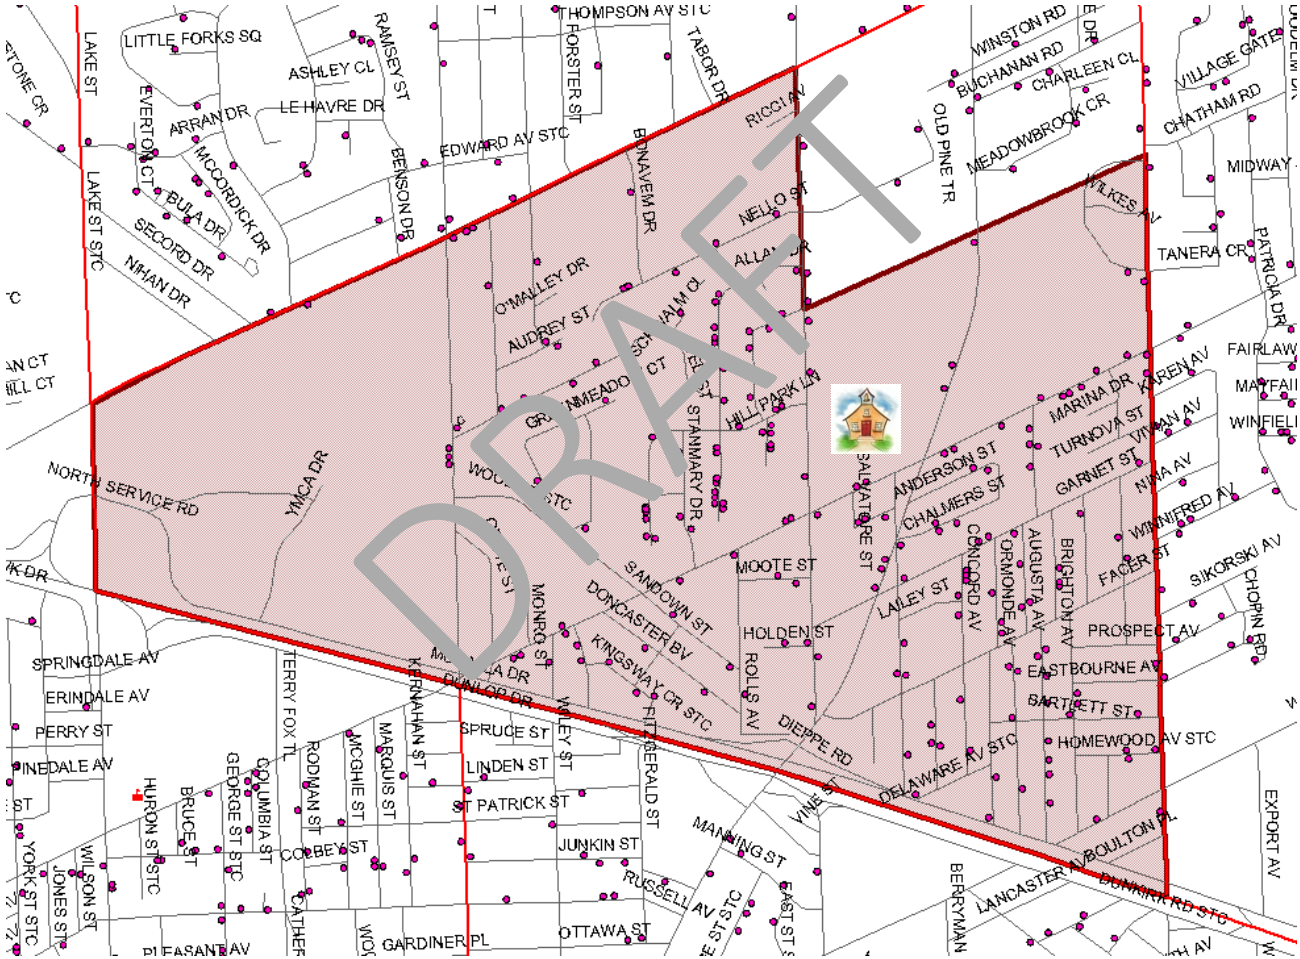 THOMPSON AV STC
WINSTON RD
LAKE ST
LITTLE FORKS SQ
RAMSEY ST
FORSTER ST
TABOR DR
BUCHANAN RD
VILLAGE GATE
ASHLEY CL
CHARLEEN CL
EVERTON CT
LE HAVRE DR
RICCI AV
OLD PINE TR
CHATHAM RD
ARRAN DR
EDWARD AV STC
MEADOWBROOK CR
MCCORDICK DR
BENSON DR
BONAVEM DR
MIDWAY
LAKE ST STC
BULA DR
NELLO ST
WILKES AV
SECORD DR
ALLAN DR
TANERA CR
PATRICIA DR
NIHAN DR
O'MALLEY DR
AUDREY ST
HILL CT
KAREN AV
HILL PARK LN
MARINA DR
STANMARY DR
TURNOVA ST
VIVIAN AV
NORTH SERVICE RD
YMCA DR
SALVATORE ST
ANDERSON ST
GARNET ST
NINA AV
CHALMERS ST
WINNIFRED AV
DRAFT
MOOTE ST
SANDOWN ST
CONCORD AV
ORMONDE AV
AUGUSTA AV
BRIGHTON AV
FACER ST
SIKORSKI AV
CHOPIN RD
DONCASTER BV
LAILEY ST
MONRO ST
HOLDEN ST
PROSPECT AV
KINGSWAY CR STC
SPRINGDALE AV
TERRY FOX TL
KERNAHAN ST
DUNLOP DR
ROLLS AV
EASTBOURNE AV
ERINDALE AV
BARTLETT ST
PERRY ST
SPRUCE ST
WILEY ST
FITZGERALD ST
DIEPPE RD
HOMEWOOD AV STC
PINEDALE AV
LINDEN ST
DELAWARE AV STC
HURON ST STC
BRUCE ST
GEORGE ST STC
COLUMBIA ST
RODMAN ST
MCGHIE ST
MARQUIS ST
ST PATRICK ST
VINE ST
MANNING ST
BOULTON PL
EXPORT AV
COLBEY ST
JUNKIN ST
YORK ST STC
JONES ST
WILSON ST
RUSSELL AV
EAST ST S
BERRYMAN
LANCASTER AV
DUNKIRK RD STC
PLEASANT AV
GARDINER PL
OTTAWA ST